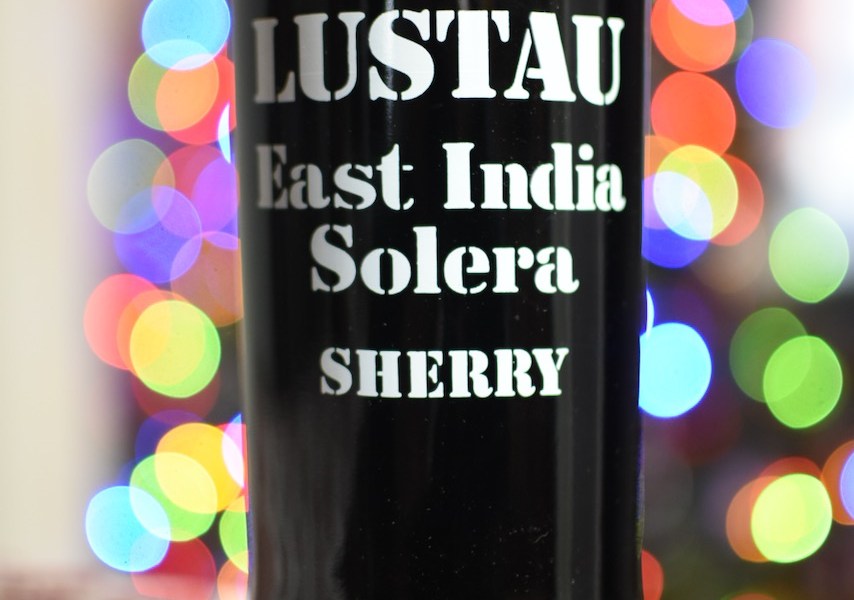 LUSTAU
East India
Solera
SHERRY